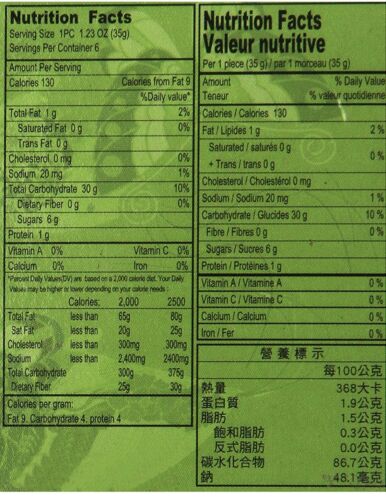 Nutrition Facts
Serving Size 1PC 1.23 OZ (35g)
Servings Per Container 6
Amount Per Serving
Calories 130 Calories from Fat 9
%Daily value*
Total Fat 1 g 2%
Saturated Fat 0 g 0%
Trans Fat 0 g
Cholesterol 0 mg 0%
Sodium 20 mg 1%
Total Carbohydrate 30 g 10%
Dietary Fiber 0 g 0%
Sugars 6 g
Protein 1 g
Vitamin A 0% Vitamin C 0%
Calcium 0% Iron 0%
*Percent Daily Values(DV) are based on a 2,000 calorie diet. Your Daily
Values may be higher or lower depending on your calorie needs:
Calories: 2,000 2500
Total Fat less than 65g 80g
Sat Fat less than 20g 25g
Cholesterol less than 300mg 300mg
Sodium less than 2,400mg 2400mg
Total Carbohydrate 300g 375g
Dietary Fiber 25g 30g
Calories per gram:
Fat 9. Carbohydrate 4. protein 4
Nutrition Facts
Valeur nutritive
Per 1 piece (35 g) / par 1 morceau (35 g)
Amount % Daily Value
Teneur % valeur quotidienne
Calories / Calories 130
Fat / Lipides 1 g 2 %
Saturated / saturés 0 g
+ Trans / trans 0 g 0 %
Cholesterol / Cholestérol 0 mg
Sodium / Sodium 20 mg 1 %
Carbohydrate / Glucides 30 g 10 %
Fibre / Fibres 0 g 0 %
Sugars / Sucres 6 g
Protein / Protéines 1 g
Vitamin A / Vitamine A 0 %
Vitamin C / Vitamine C 0 %
Calcium / Calcium 0 %
Iron / Fer 0 %
營養標示
每100公克
熱量 368大卡
蛋白質 1.9公克
脂肪 1.5公克
飽和脂肪 0.3公克
反式脂肪 0.0公克
碳水化合物 86.7公克
鈉 48.1毫克